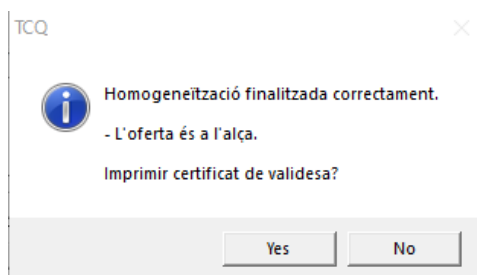 TCQ
Homogeneïtzació finalitzada correctament.
- L'oferta és a l'alça.
Imprimir certificat de validesa?
Yes
No